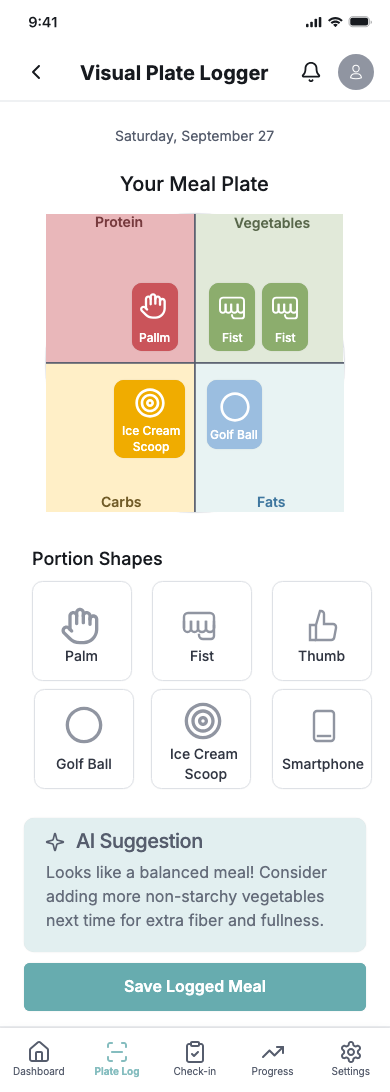 9:41
Visual Plate Logger
Saturday, September 27
Your Meal Plate
Protein
Vegetables
Pallm
Fist
Fist
Ice Cream
Scoop
Golf Ball
Carbs
Fats
Portion Shapes
Palm
Fist
Thumb
Golf Ball
Ice Cream
Scoop
Smartphone
AI Suggestion
Looks like a balanced meal! Consider
adding more non-starchy vegetables
next time for extra fiber and fullness.
Save Logged Meal
Dashboard
Plate Log
Check-in
Progress
Settings